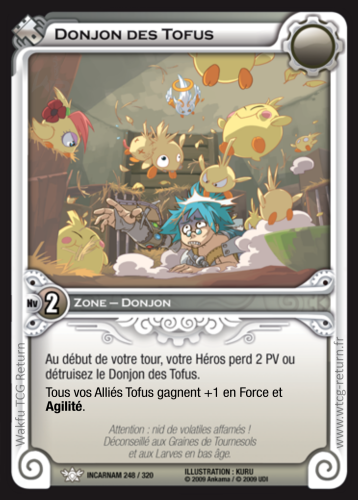 Donjon des Tofus
Nv 2 Zone – Donjon
Au début de votre tour, votre Héros perd 2 PV ou
détruisez le Donjon des Tofus.
Tous vos Alliés Tofus gagnent +1 en Force et
Agilité.
Attention : nid de volatiles affamés !
Déconseillé aux Graines de Tournesols
et aux Larves en bas âge.
INCARNAM 248 / 320
ILLUSTRATION : KURU
© 2009 Ankama / © 2009 UDI
Wakfu TCG Return
www.wtcg-return.fr